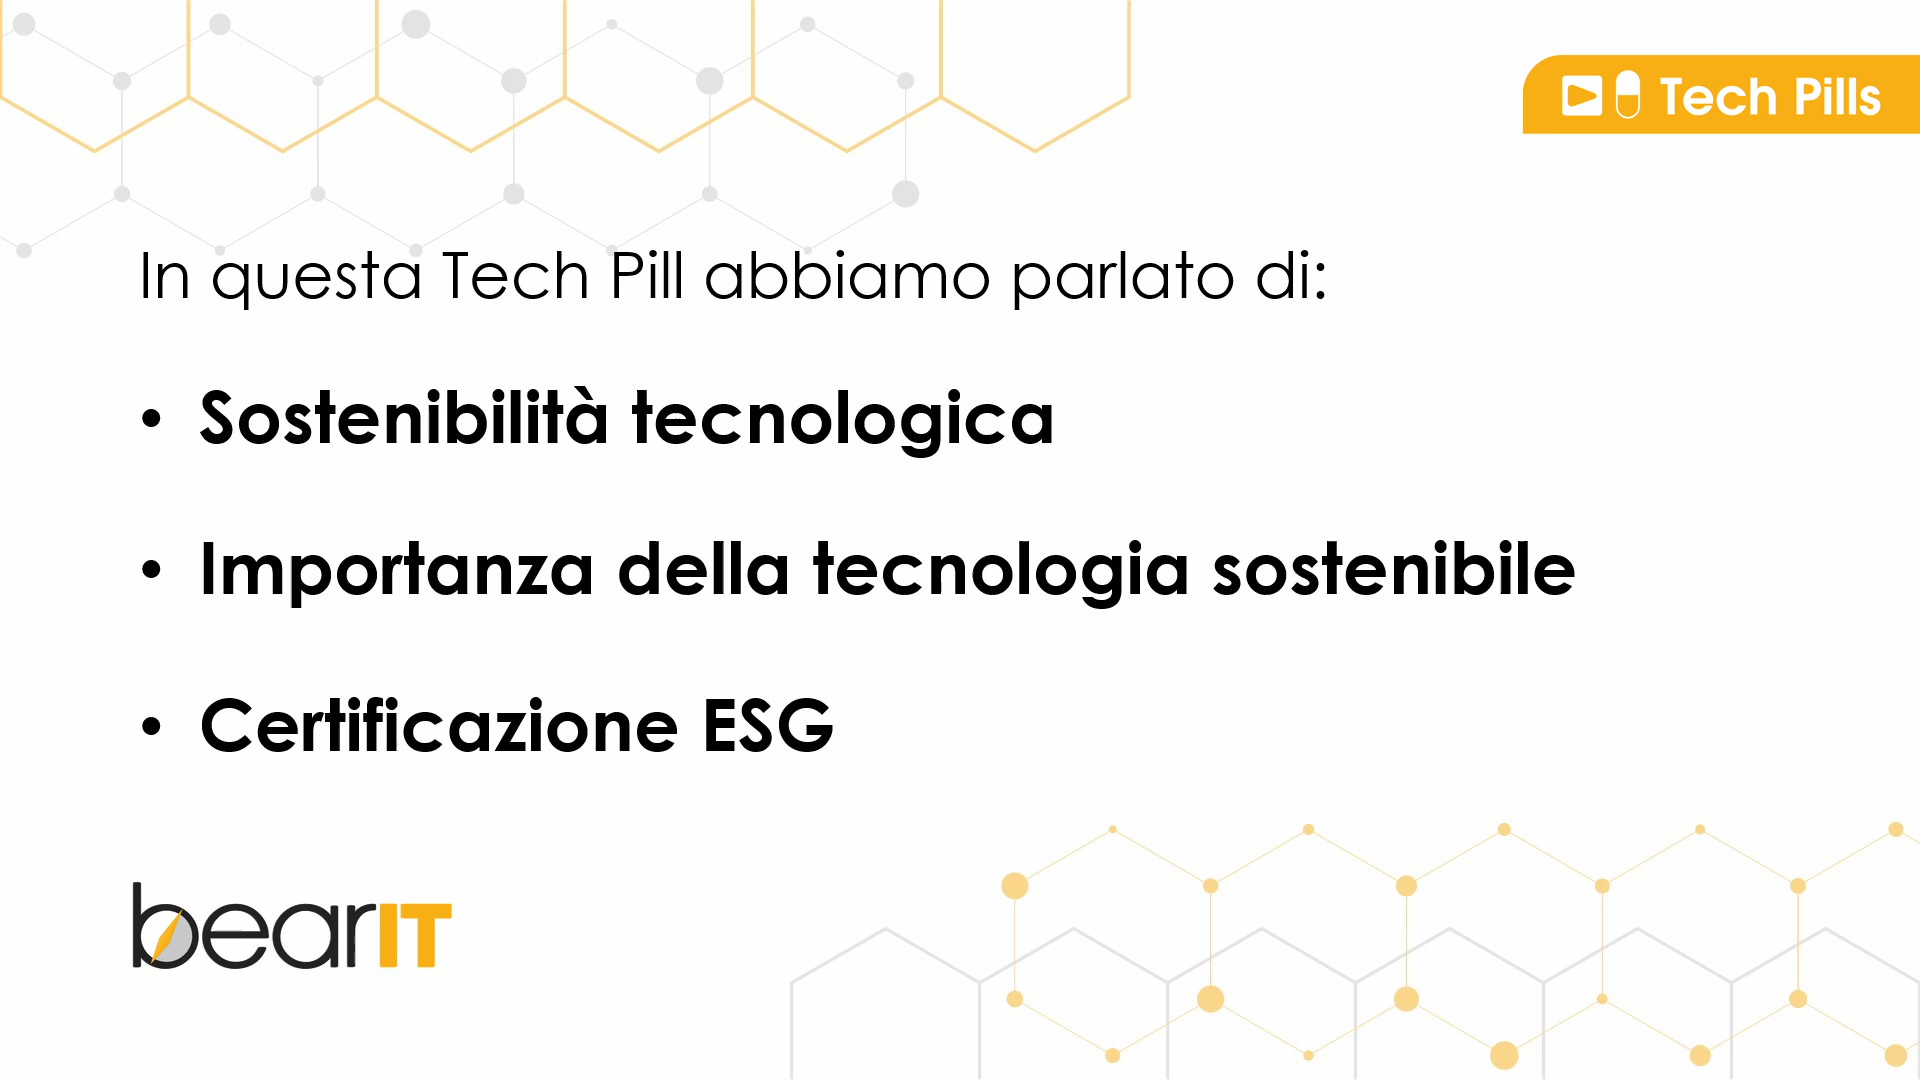 Tech Pills
In questa Tech Pill abbiamo parlato di:
• Sostenibilità tecnologica
• Importanza della tecnologia sostenibile
• Certificazione ESG
bearIT